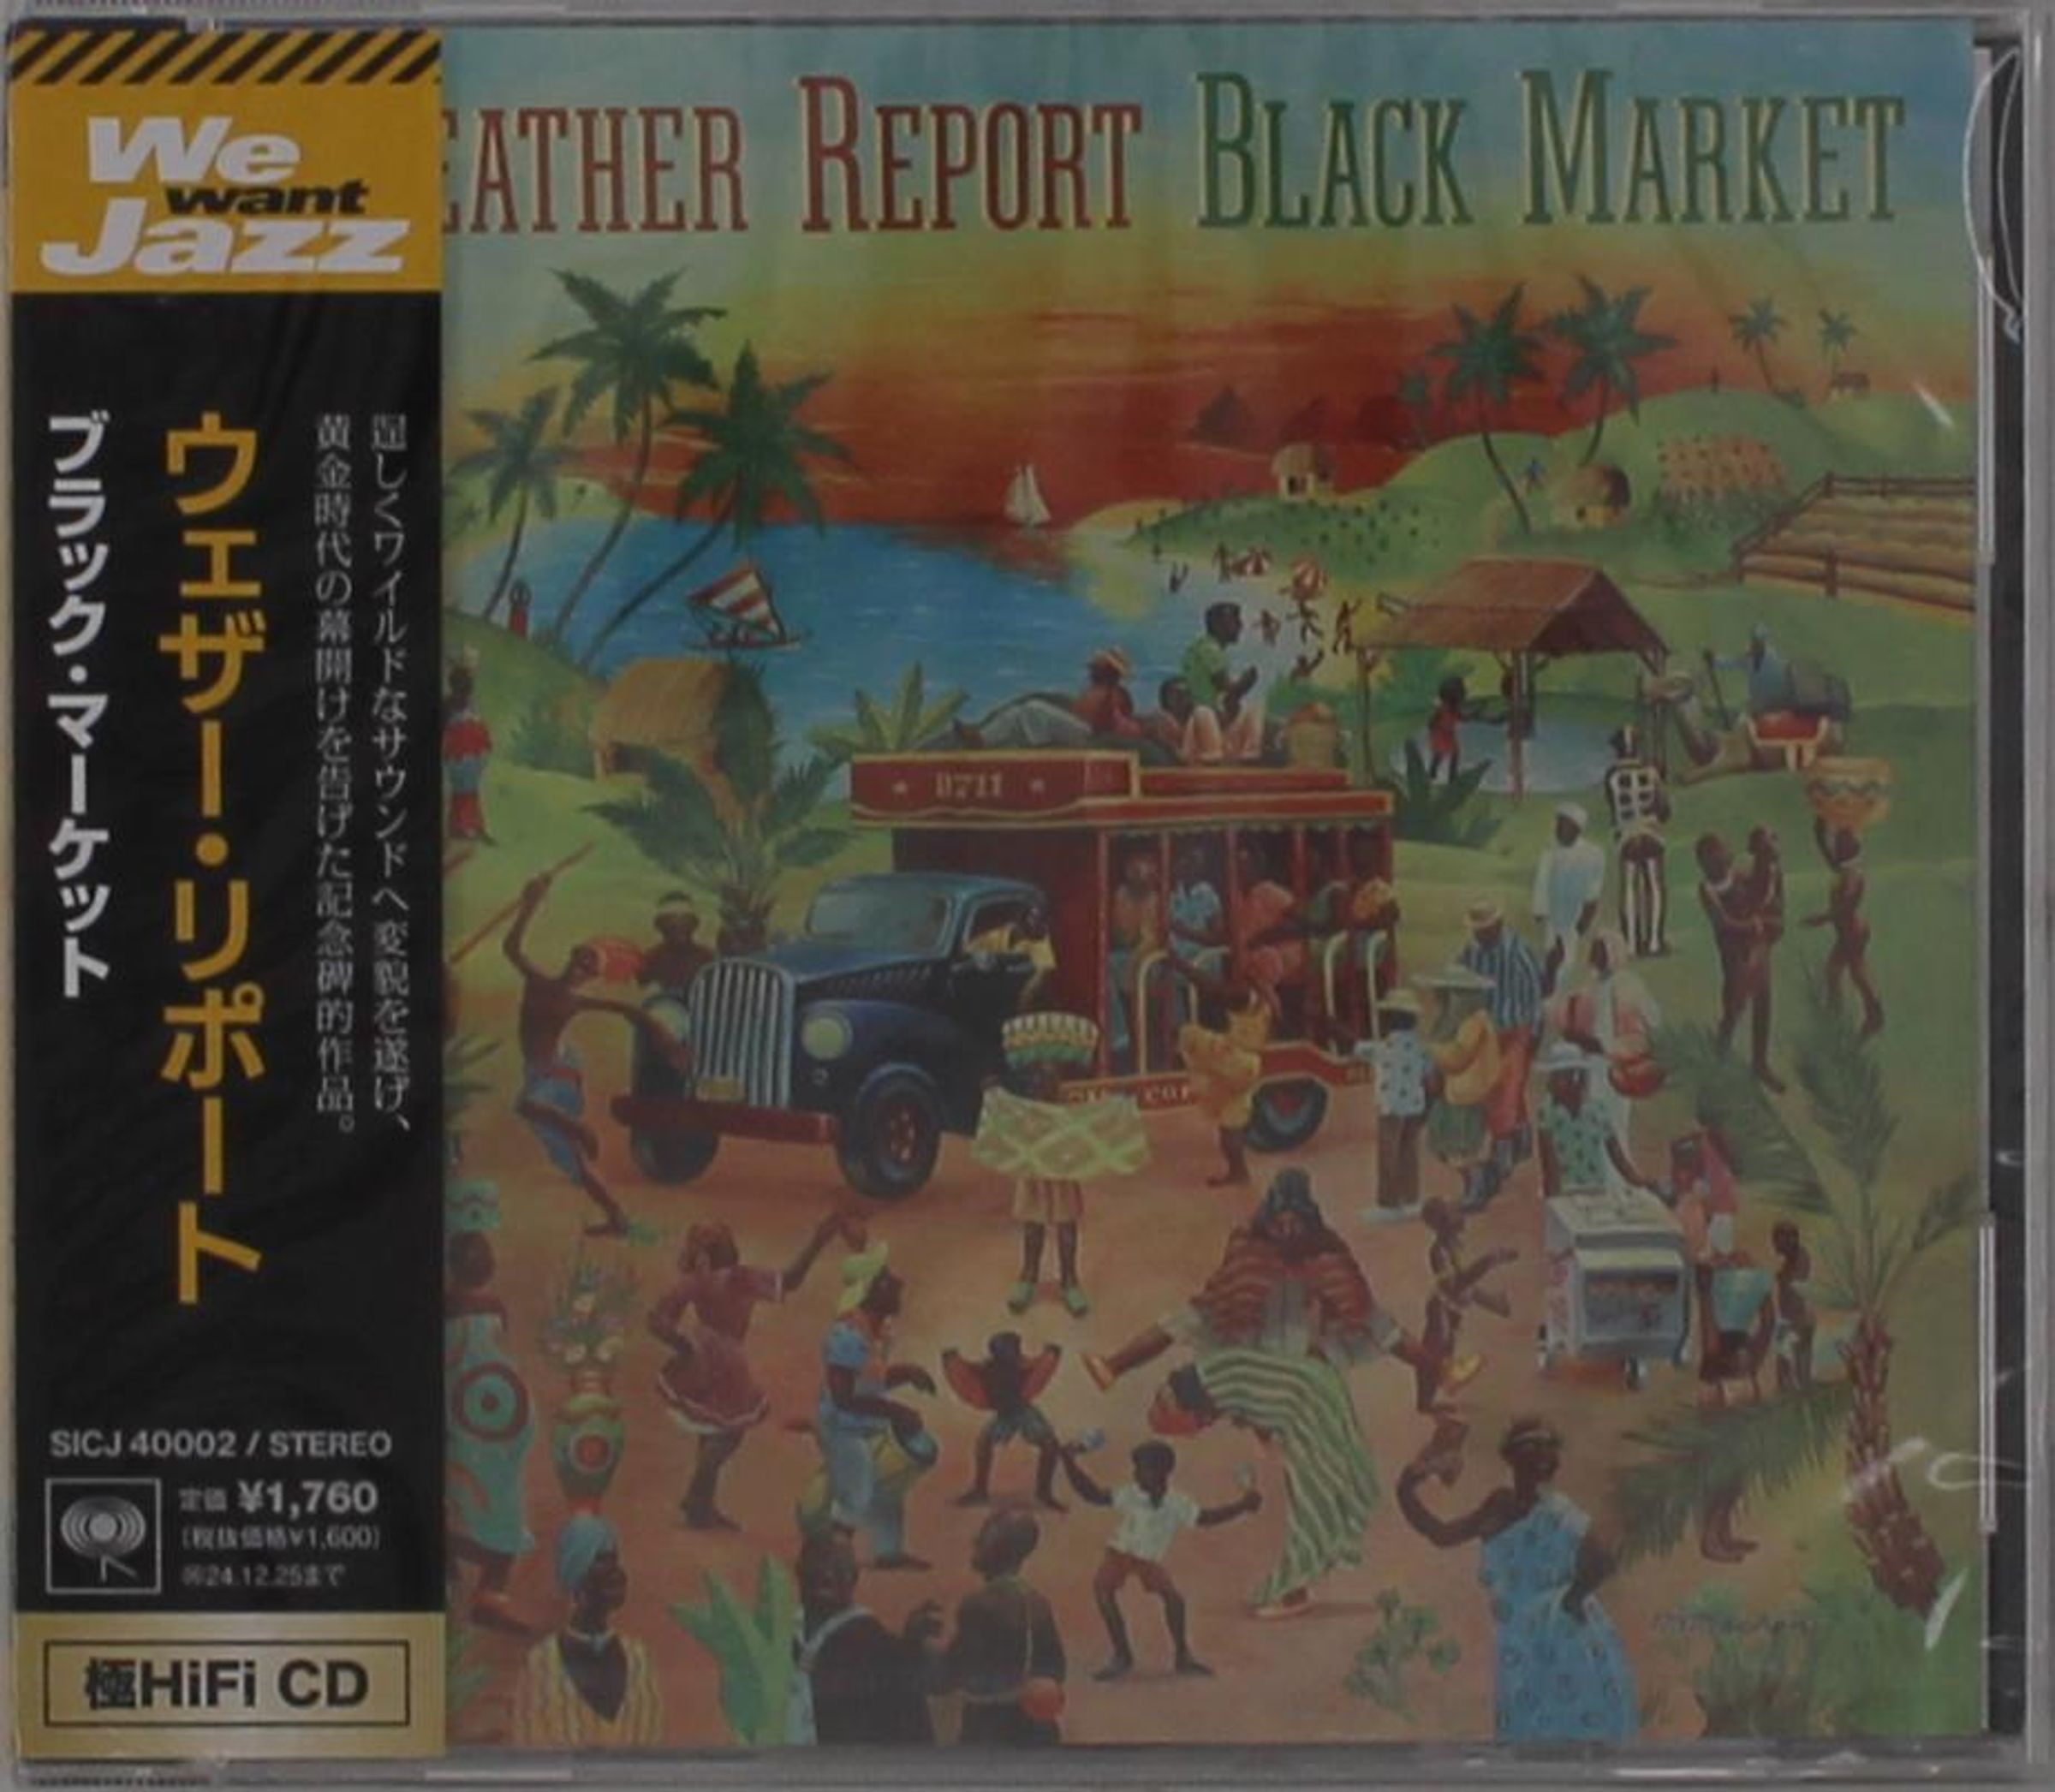 We
want
Jazz
逞しくワイルドなサウンドへ変貌を遂げ、
黄金時代の幕開けを告げた記念碑的作品。
ウェザー・リポート
ブラック・マーケット
SICJ 40002 / STEREO
定価 ¥1,760
(税抜価格¥1,600)
24.12.25まで
極HiFi CD
EATHER REPORT BLACK MARKET